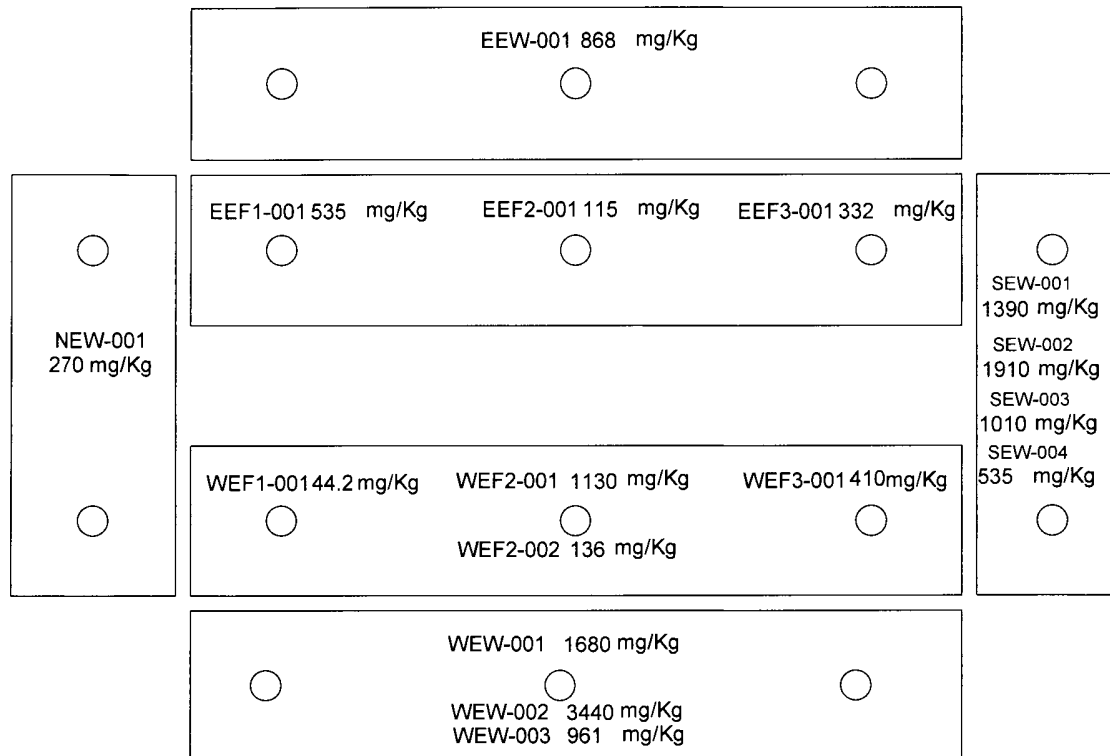 EEW-001 868 mg/Kg
EEF1-001 535 mg/Kg
EEF2-001 115 mg/Kg
EEF3-001 332 mg/Kg
NEW-001
270 mg/Kg
SEW-001
1390 mg/Kg
SEW-002
1910 mg/Kg
SEW-003
1010 mg/Kg
SEW-004
535 mg/Kg
WEF1-001 44.2 mg/Kg
WEF2-001 1130 mg/Kg
WEF3-001 410 mg/Kg
WEF2-002 136 mg/Kg
WEW-001 1680 mg/Kg
WEW-002 3440 mg/Kg
WEW-003 961 mg/Kg